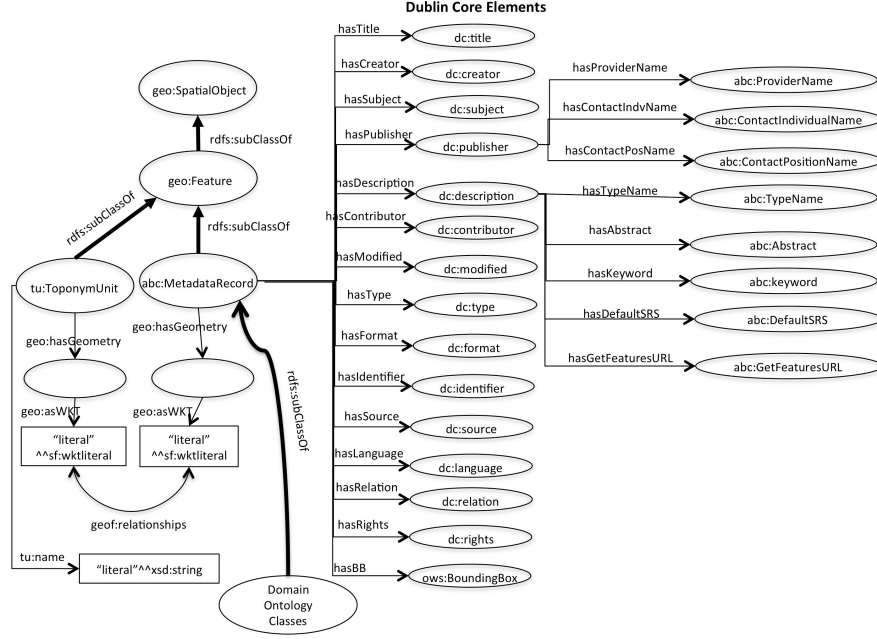 Dublin Core Elements
hasTitle
dc:title
hasCreator
dc:creator
hasSubject
dc:subject
hasPublisher
dc:publisher
hasDescription
dc:description
hasContributor
dc:contributor
hasModified
dc:modified
hasType
dc:type
hasFormat
dc:format
hasIdentifier
dc:identifier
hasSource
dc:source
hasLanguage
dc:language
hasRelation
dc:relation
hasRights
dc:rights
hasBB
ows:BoundingBox
hasProviderName
abc:ProviderName
hasContactIndvName
abc:ContactIndividualName
hasContactPosName
abc:ContactPositionName
hasTypeName
abc:TypeName
hasAbstract
abc:Abstract
hasKeyword
abc:keyword
hasDefaultSRS
abc:DefaultSRS
hasGetFeaturesURL
abc:GetFeaturesURL
geo:SpatialObject
rdfs:subClassOf
geo:Feature
rdfs:subClassOf
rdfs:subClassOf
tu:ToponymUnit
abc:MetadataRecord
geo:hasGeometry
geo:hasGeometry
geo:asWKT
geo:asWKT
"literal"
^^sf:wktliteral
"literal"
^^sf:wktliteral
geof:relationships
tu:name
"literal"^^xsd:string
rdfs:subClassOf
Domain
Ontology
Classes